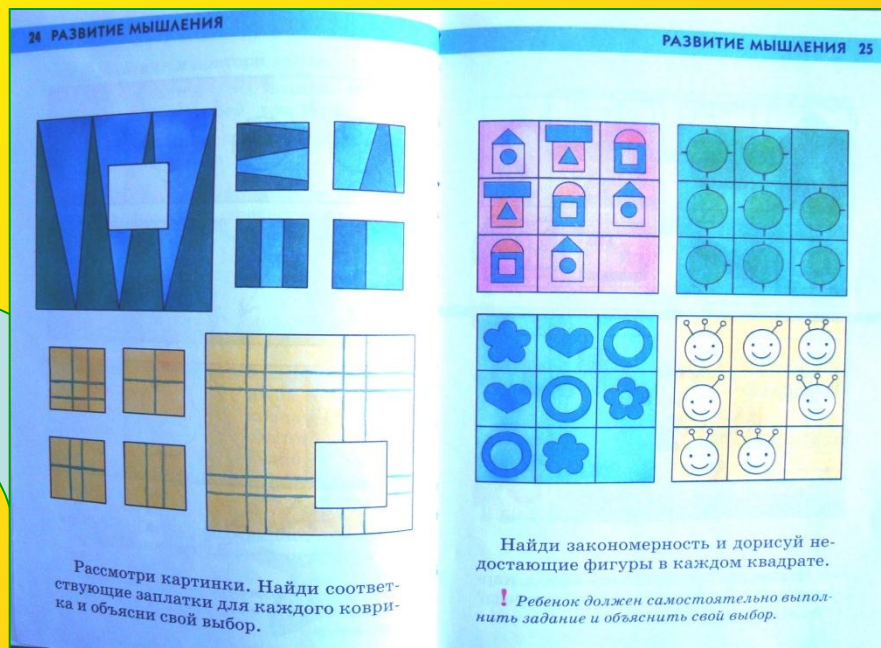 24 РАЗВИТИЕ МЫШЛЕНИЯ
Рассмотри картинки. Найди соответ-
ствующие заплатки для каждого коври-
ка и объясни свой выбор.
РАЗВИТИЕ МЫШЛЕНИЯ 25
Найди закономерность и дорисуй не-
достающие фигуры в каждом квадрате.
! Ребенок должен самостоятельно выпол-
нить задание и объяснить свой выбор.